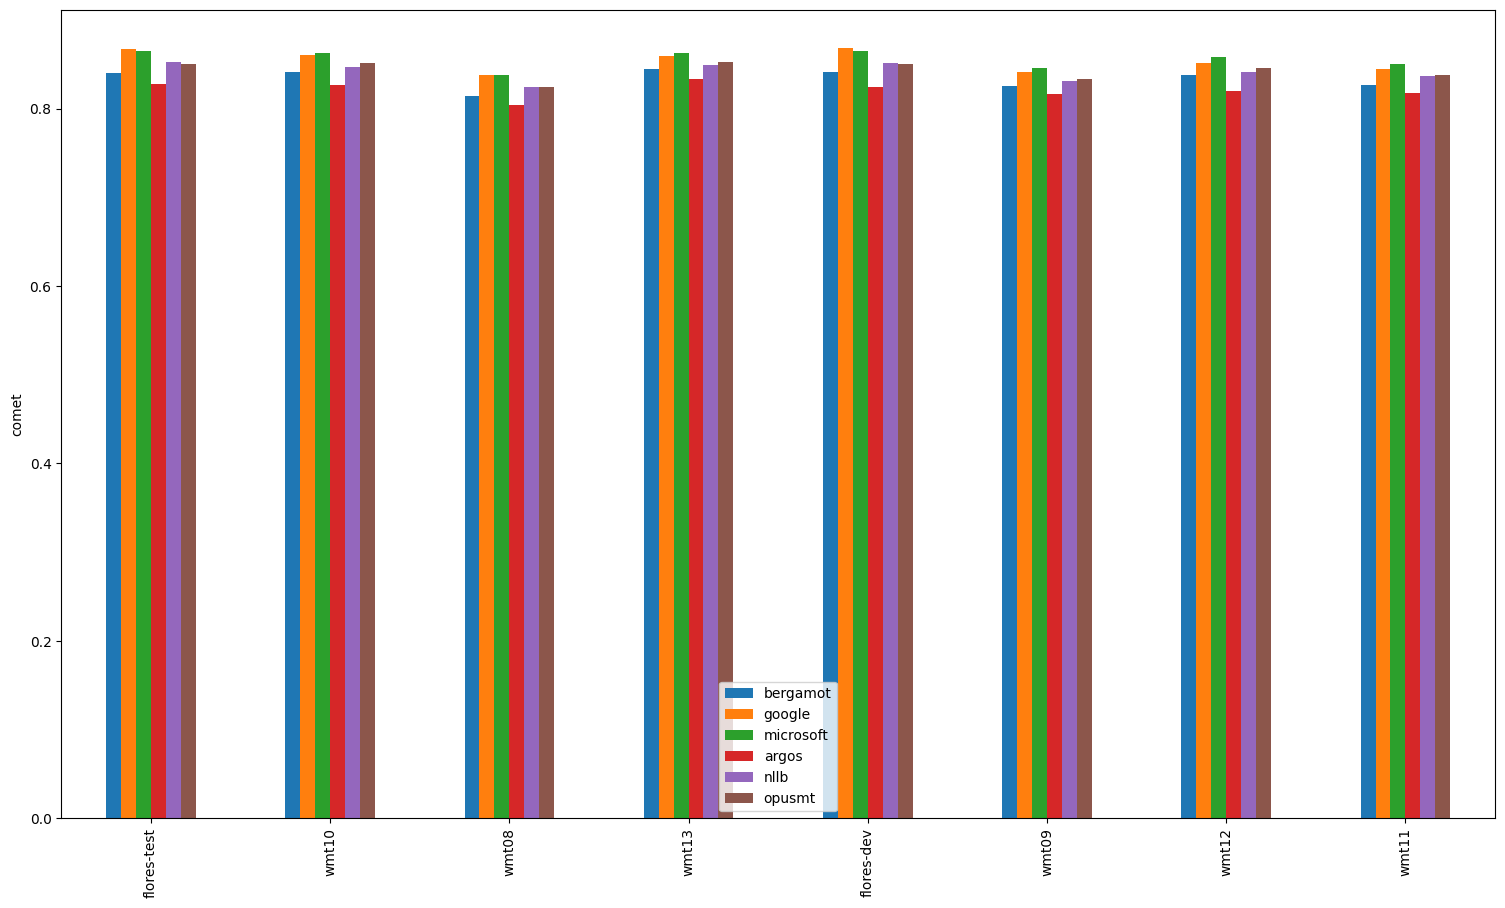 comet
0.8
0.6
0.4
0.2
0.0
bergamot
google
microsoft
argos
nllb
opusmt
flores-test
wmt10
wmt08
wmt13
flores-dev
wmt09
wmt12
wmt11